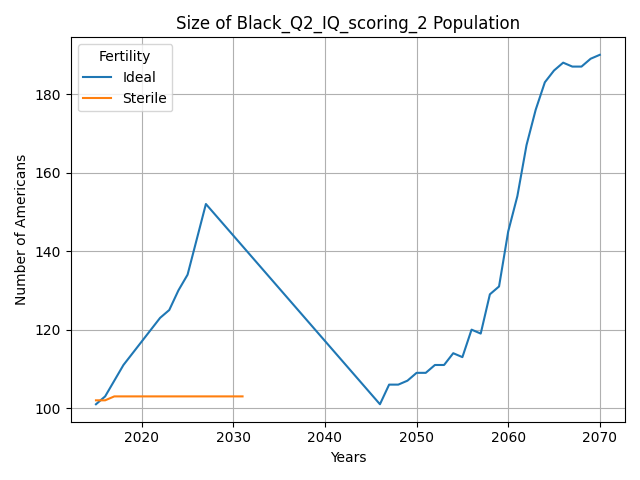 Size of Black_Q2_IQ_scoring_2 Population
Fertility
Ideal
Sterile
Number of Americans
180
160
140
120
100
2020 2030 2040 2050 2060 2070
Years